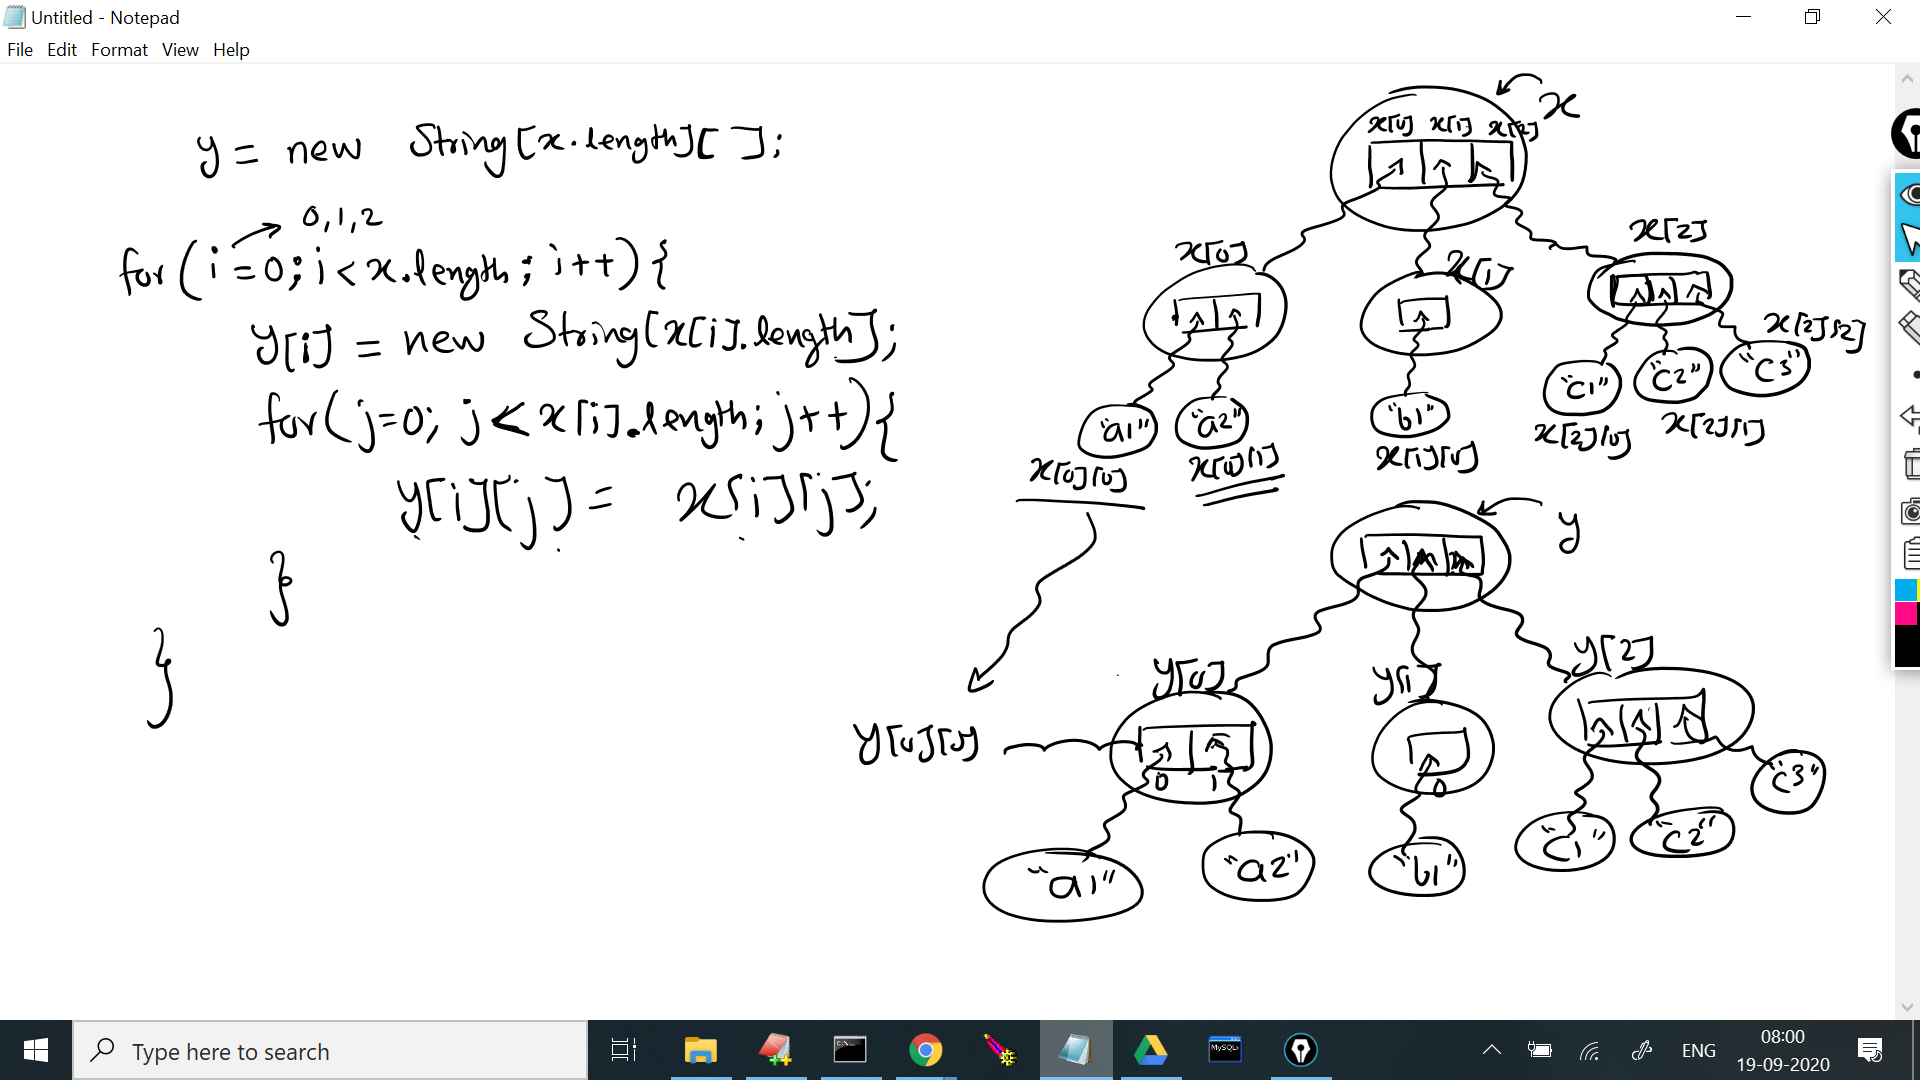 Untitled - Notepad
File Edit Format View Help
y = new String[x.length][ ];
0,1,2
for(i=0; i<x.length; i++){
y[i] = new String[x[i].length];
for(j=0; j<x[i].length; j++){
y[i][j] = x[i][j];
}
}
x
x[0] x[1] x[2]
x[0]
x[1]
x[2]
"a1" "a2" "b1" "c1" "c2" "c3"
x[0][0]
x[0][1]
x[1][0]
x[2][0]
x[2][1]
x[2][2]
y
y[0]
y[1]
y[2]
y[0][0]
0 1
0
"a1" "a2" "b1" "c1" "c2" "c3"
Type here to search
MySQL
ENG
08:00
19-09-2020